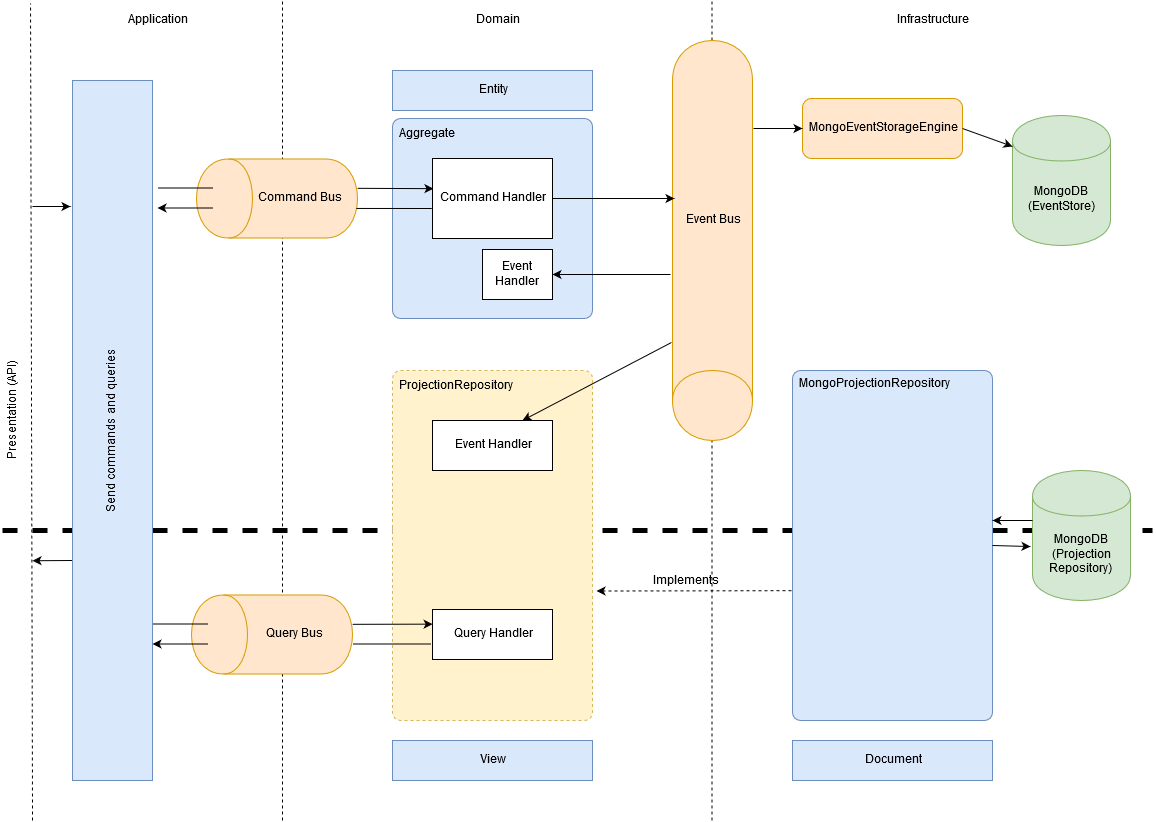 Application
Domain
Infrastructure
Entity
Aggregate
Command Handler
Event
Handler
Command Bus
Event Bus
MongoEventStorageEngine
MongoDB
(EventStore)
Presentation (API)
Send commands and queries
ProjectionRepository
Event Handler
MongoProjectionRepository
MongoDB
(Projection
Repository)
Implements
Query Bus
Query Handler
View
Document